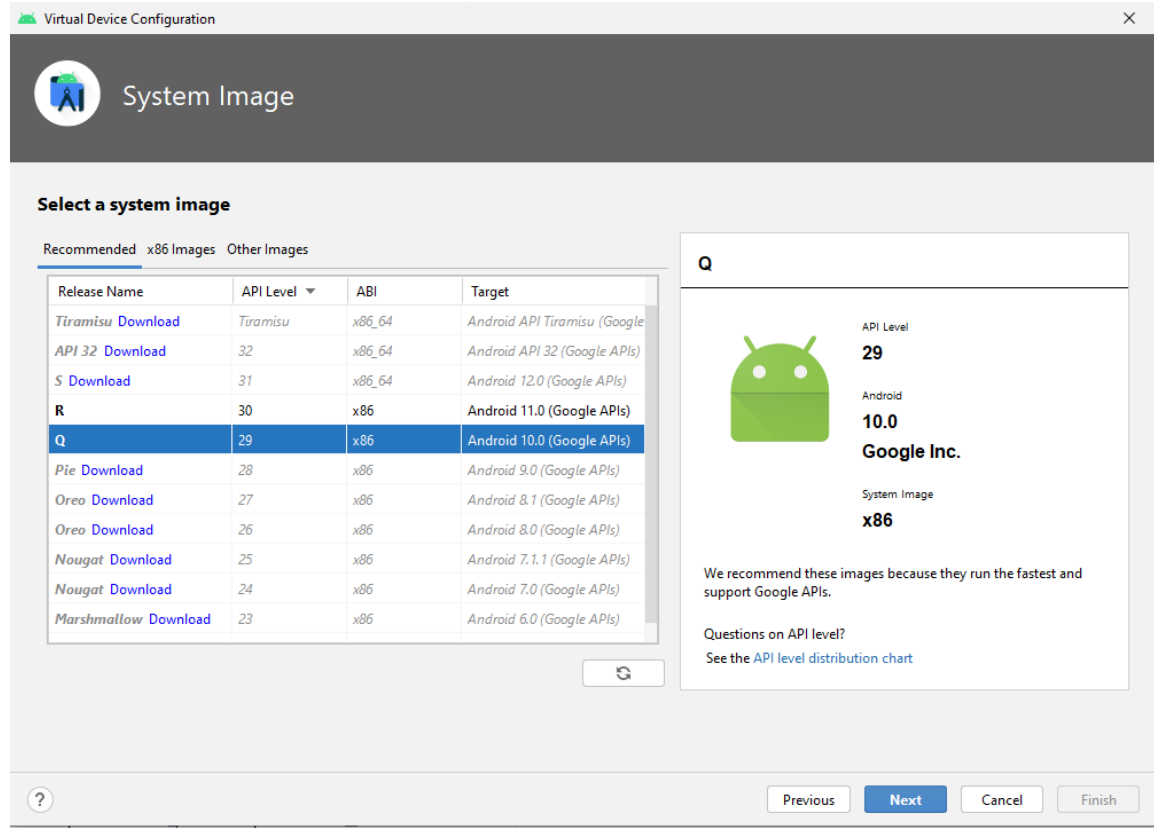 Virtual Device Configuration
System Image
Select a system image
Recommended x86 Images Other Images
Release Name API Level ABI Target
Tiramisu Download Tiramisu x86_64 Android API Tiramisu (Google
API 32 Download 32 x86_64 Android API 32 (Google APIs)
S Download 31 x86_64 Android 12.0 (Google APIs)
R 30 x86 Android 11.0 (Google APIs)
Q 29 x86 Android 10.0 (Google APIs)
Pie Download 28 x86 Android 9.0 (Google APIs)
Oreo Download 27 x86 Android 8.1 (Google APIs)
Oreo Download 26 x86 Android 8.0 (Google APIs)
Nougat Download 25 x86 Android 7.1.1 (Google APIs)
Nougat Download 24 x86 Android 7.0 (Google APIs)
Marshmallow Download 23 x86 Android 6.0 (Google APIs)
Q
API Level
29
Android
10.0
Google Inc.
System Image
x86
We recommend these images because they run the fastest and
support Google APIs.
Questions on API level?
See the API level distribution chart
? Previous Next Cancel Finish